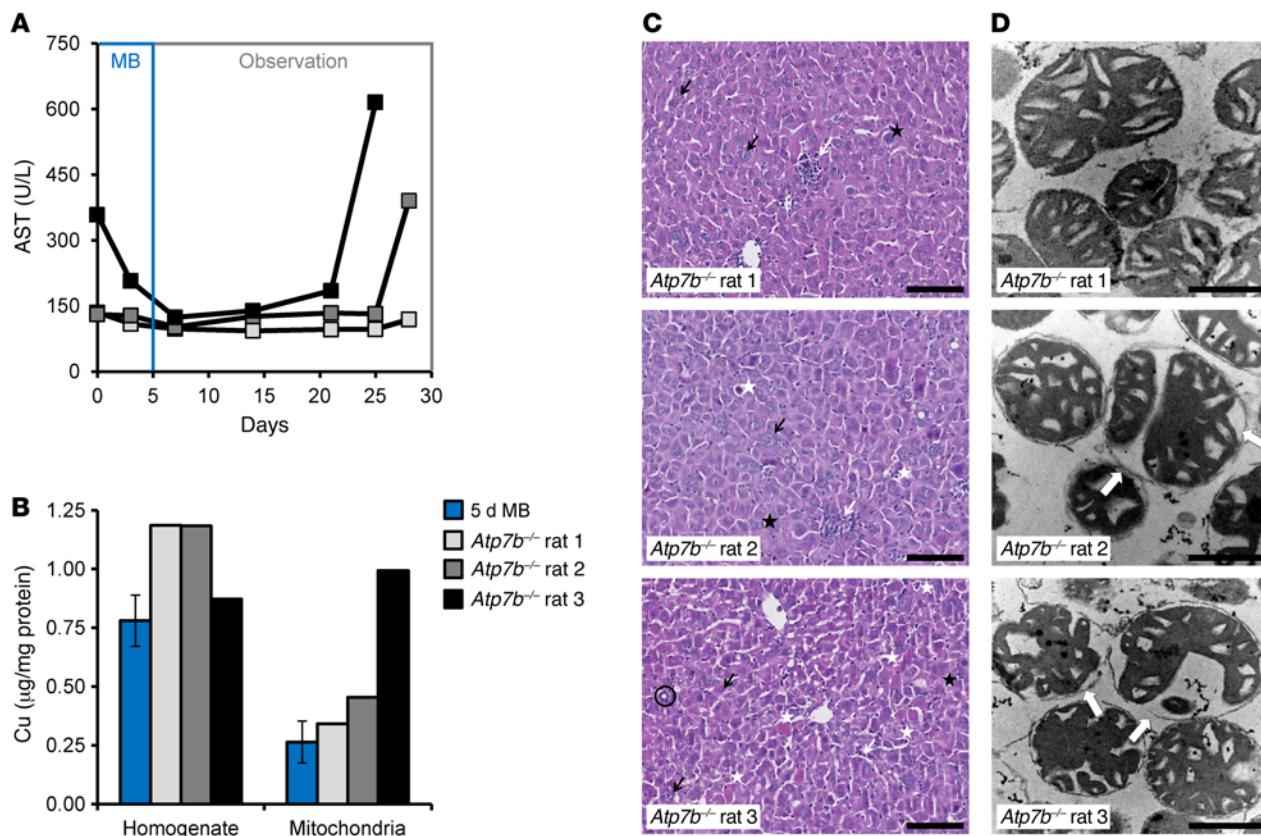 A
750
600
450
300
150
0
AST (U/L)
MB
Observation
0 5 10 15 20 25 30
Days
B
1.25
1.00
0.75
0.50
0.25
0.00
Cu (µg/mg protein)
Homogenate Mitochondria
5 d MB
Atp7b–/– rat 1
Atp7b–/– rat 2
Atp7b–/– rat 3
C
Atp7b–/– rat 1
Atp7b–/– rat 2
Atp7b–/– rat 3
D
Atp7b–/– rat 1
Atp7b–/– rat 2
Atp7b–/– rat 3